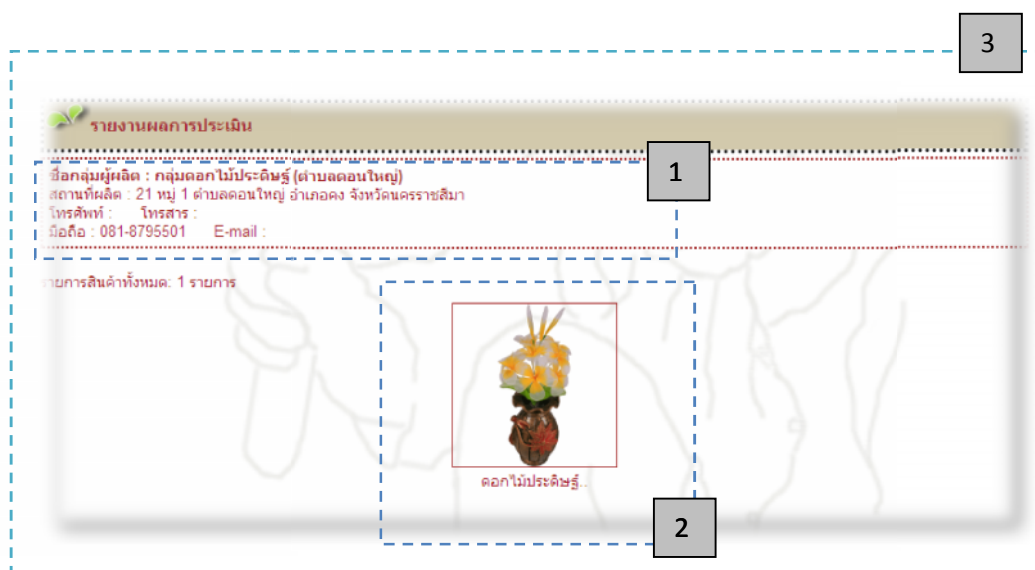 3
รายงานผลการประเมิน
1
ชื่อกลุ่มผู้ผลิต : กลุ่มดอกไม้ประดิษฐ์ (ตำบลดอนใหญ่)
สถานที่ผลิต : 21 หมู่ 1 ตำบลดอนใหญ่ อำเภอคง จังหวัดนครราชสีมา
โทรศัพท์ : โทรสาร :
มือถือ : 081-8795501 E-mail :
รายการสินค้าทั้งหมด: 1 รายการ
ดอกไม้ประดิษฐ์..
2